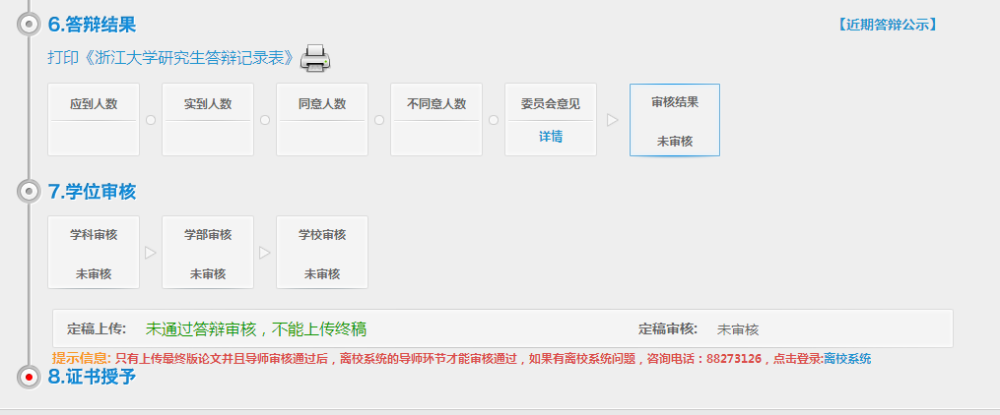 6.答辩结果 【近期答辩公示】
打印《浙江大学研究生答辩记录表》
应到人数 实到人数 同意人数 不同意人数 委员会意见 审核结果
详情 未审核
7.学位审核
学科审核 学部审核 学校审核
未审核 未审核 未审核
定稿上传: 未通过答辩审核，不能上传终稿 定稿审核: 未审核
提示信息: 只有上传最终版论文并且导师审核通过后，离校系统的导师环节才能审核通过，如果有离校系统问题，咨询电话：88273126，点击登录:离校系统
8.证书授予